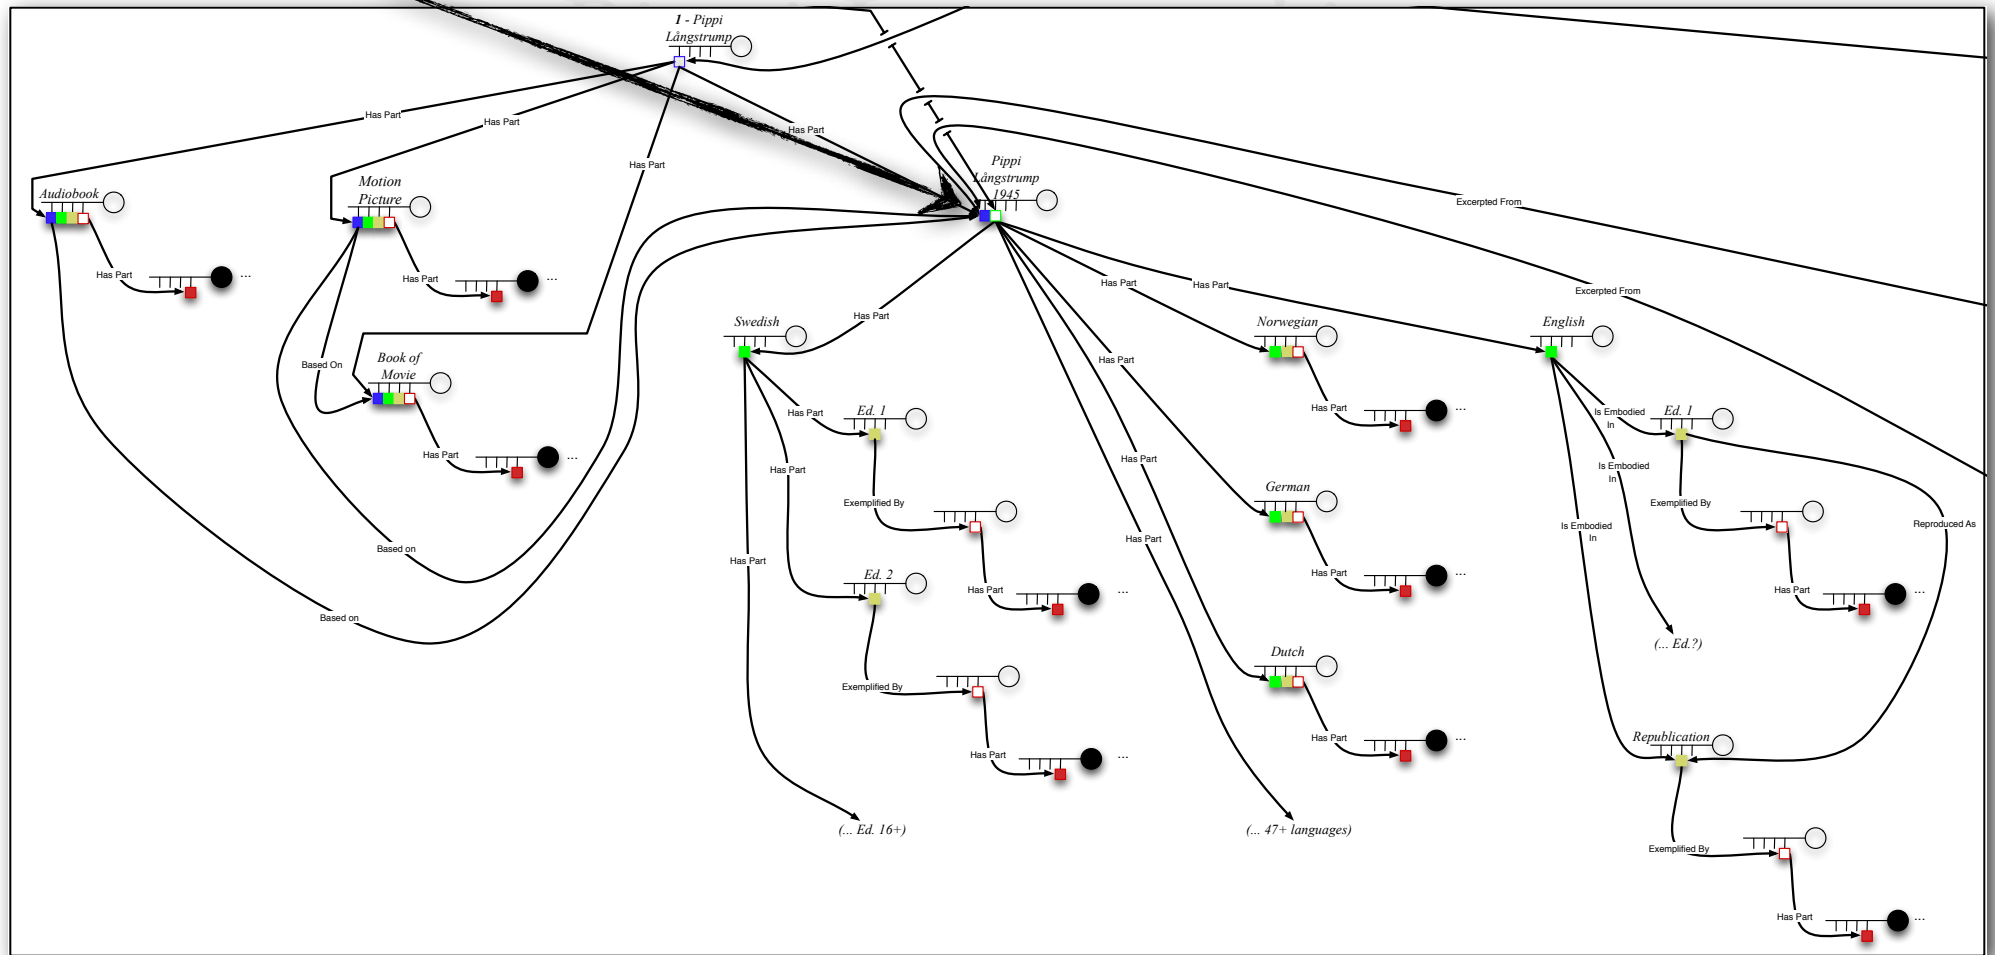 1 - Pippi
Långstrump
Has Part
Has Part
Has Part
Has Part
Pippi
Långstrump
1945
Audiobook
Motion
Picture
Excerpted From
Has Part
Has Part
Has Part
Has Part
Excerpted From
Has Part
Swedish
Norwegian
English
Based On
Book of
Movie
Has Part
Has Part
Ed. 1
Has Part
Is Embodied
In
Ed. 1
Has Part
Has Part
Has Part
Is Embodied
In
German
Exemplified By
Exemplified By
Is Embodied
In
Reproduced As
Has Part
Based on
Has Part
Ed. 2
Has Part
Has Part
Has Part
Based on
(... Ed.?)
Dutch
Exemplified By
Has Part
Republication
Has Part
(... Ed. 16+)
(... 47+ languages)
Exemplified By
Has Part
...
...
...
...
...
...
...
...
...
...
...